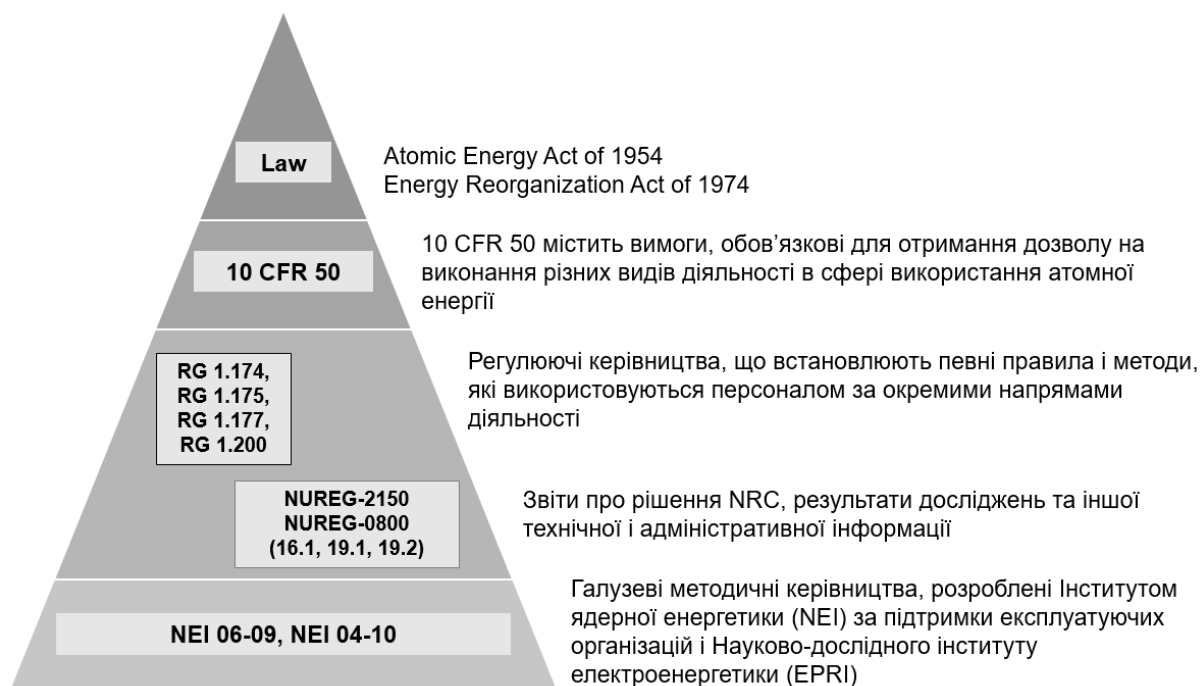 Law
Atomic Energy Act of 1954
Energy Reorganization Act of 1974
10 CFR 50
10 CFR 50 містить вимоги, обов’язкові для отримання дозволу на
виконання різних видів діяльності в сфері використання атомної
енергії
RG 1.174,
RG 1.175,
RG 1.177,
RG 1.200
Регулюючі керівництва, що встановлюють певні правила і методи,
які використовуються персоналом за окремими напрямами
діяльності
NUREG-2150
NUREG-0800
(16.1, 19.1, 19.2)
Звіти про рішення NRC, результати досліджень та іншої
технічної і адміністративної інформації
NEI 06-09, NEI 04-10
Галузеві методичні керівництва, розроблені Інститутом
ядерної енергетики (NEI) за підтримки експлуатуючих
організацій і Науково-дослідного інституту
електроенергетики (EPRI)